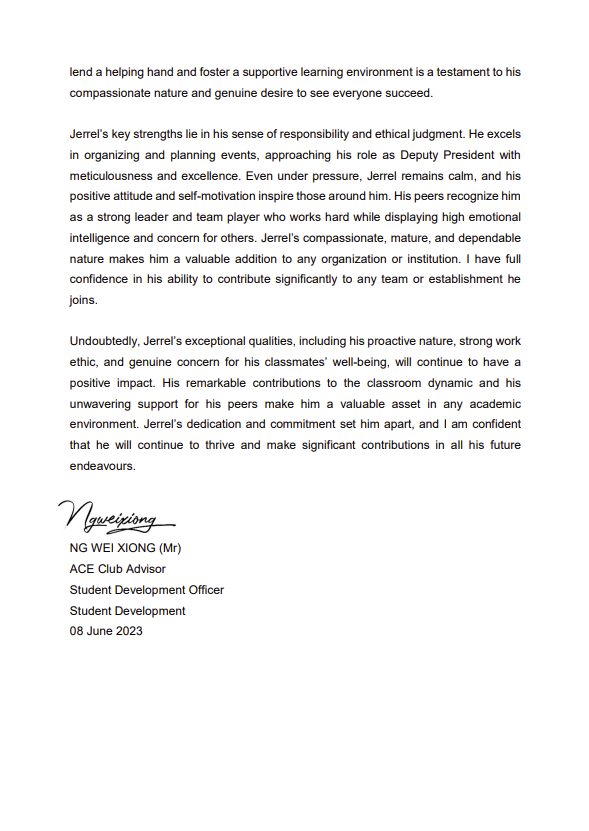 lend a helping hand and foster a supportive learning environment is a testament to his
compassionate nature and genuine desire to see everyone succeed.
Jerrel's key strengths lie in his sense of responsibility and ethical judgment. He excels
in organizing and planning events, approaching his role as Deputy President with
meticulousness and excellence. Even under pressure, Jerrel remains calm, and his
positive attitude and self-motivation inspire those around him. His peers recognize him
as a strong leader and team player who works hard while displaying high emotional
intelligence and concern for others. Jerrel's compassionate, mature, and dependable
nature makes him a valuable addition to any organization or institution. I have full
confidence in his ability to contribute significantly to any team or establishment he
joins.
Undoubtedly, Jerrel's exceptional qualities, including his proactive nature, strong work
ethic, and genuine concern for his classmates' well-being, will continue to have a
positive impact. His remarkable contributions to the classroom dynamic and his
unwavering support for his peers make him a valuable asset in any academic
environment. Jerrel's dedication and commitment set him apart, and I am confident
that he will continue to thrive and make significant contributions in all his future
endeavours.
Ngweixiong
NG WEI XIONG (Mr)
ACE Club Advisor
Student Development Officer
Student Development
08 June 2023